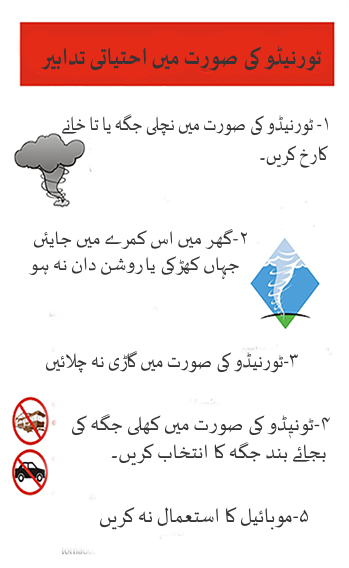 ٹورنیڈو کی صورت میں احتیاتی تدابیر
۱- ٹورنیڈو کی صورت میں نچلی جگہ یا تا خانے
کارخ کریں۔
۲-گھر میں اس کمرے میں جایئں
جہاں کھڑکی یا روشن دان نہ ہو
۳-ٹورنیڈو کی صورت میں گاڑی نہ چلائیں
۴-ٹونیڈو کی صورت میں کھلی جگہ کی
بجائے بند جگہ کا انتخاب کریں۔
۵-موبائیل کا استعمال نہ کریں